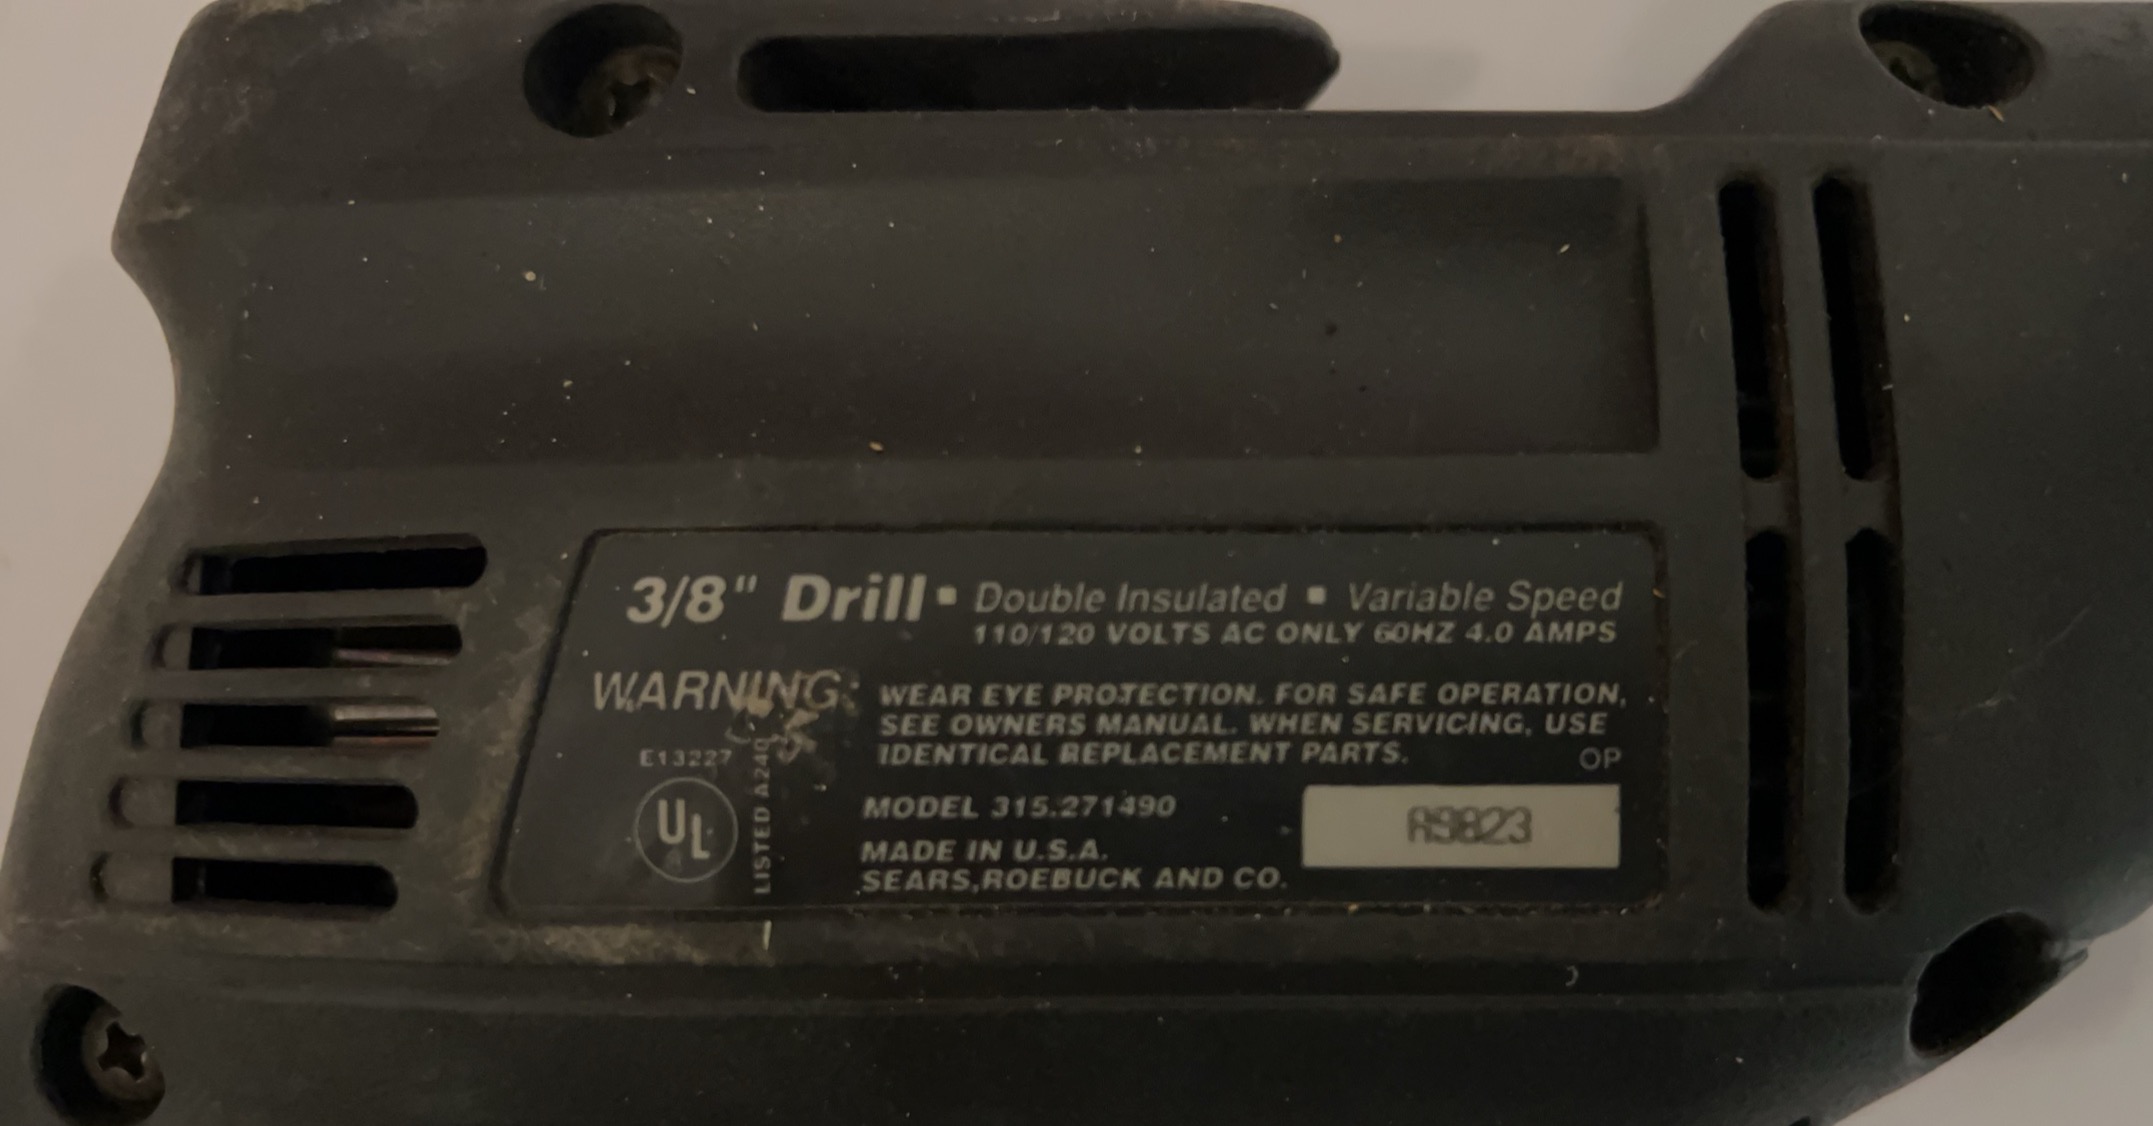 3/8" Drill ▪ Double Insulated ▪ Variable Speed
110/120 VOLTS AC ONLY 60HZ 4.0 AMPS
WARNING: WEAR EYE PROTECTION. FOR SAFE OPERATION,
SEE OWNERS MANUAL. WHEN SERVICING, USE
IDENTICAL REPLACEMENT PARTS.
OP
E13227
UL
LISTED
MODEL 315.271490
A9823
MADE IN U.S.A.
SEARS,ROEBUCK AND CO.